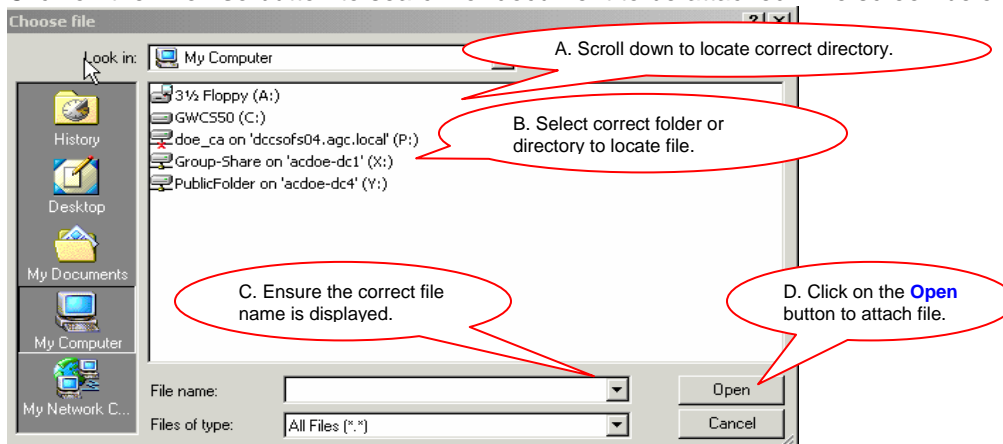 Choose file
Look in:
My Computer
A. Scroll down to locate correct directory.
3½ Floppy (A:)
GWCS50 (C:)
doe_ca on 'dccsofs04.agc.local' (P:)
Group-Share on 'acdoe-dc1' (X:)
PublicFolder on 'acdoe-dc4' (Y:)
B. Select correct folder or
directory to locate file.
History
Desktop
My Documents
My Computer
My Network C...
C. Ensure the correct file
name is displayed.
D. Click on the Open
button to attach file.
File name:
Open
Files of type:
All Files (*.*)
Cancel